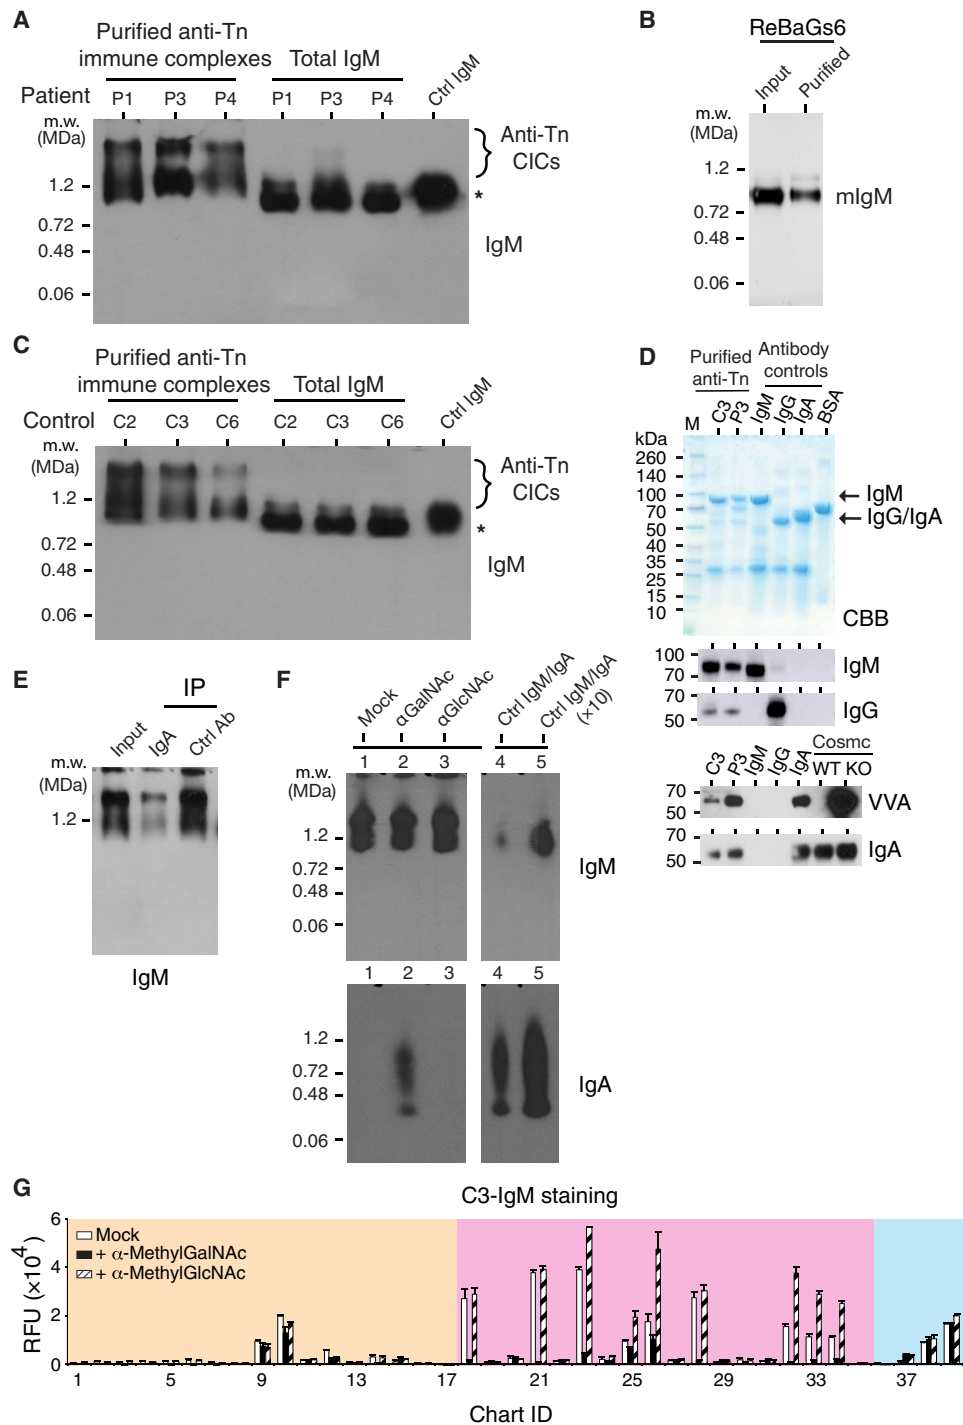 A
Purified anti-Tn
immune complexes
Total IgM
Ctrl IgM
Patient P1 P3 P4 P1 P3 P4
m.w.
(MDa)
1.2
0.72
0.48
0.06
Anti-Tn
CICs
*
IgM
B
ReBaGs6
Input Purified
m.w.
(MDa)
1.2
0.72
0.48
0.06
mIgM
C
Purified anti-Tn
immune complexes
Total IgM
Ctrl IgM
Control C2 C3 C6 C2 C3 C6
m.w.
(MDa)
1.2
0.72
0.48
0.06
Anti-Tn
CICs
*
IgM
D
Purified
anti-Tn
Antibody
controls
M C3 P3 IgM IgG IgA BSA
kDa
260
140
100
70
50
40
35
25
15
10
IgM
IgG/IgA
CBB
100
70
IgM
70
50
IgG
Cosmc
C3 P3 IgM IgG IgA WT KO
70
50
VVA
70
50
IgA
E
IP
Input IgA Ctrl Ab
m.w.
(MDa)
1.2
IgM
F
Mock αGalNAc αGlcNAc Ctrl IgM/IgA Ctrl IgM/IgA
(×10)
1 2 3 4 5
m.w.
(MDa)
1.2
0.72
0.48
0.06
IgM
1 2 3 4 5
1.2
0.72
0.48
0.06
IgA
G
C3-IgM staining
RFU (×10⁴)
6
4
2
0
Mock
+ α-MethylGalNAc
+ α-MethylGlcNAc
1 5 9 13 17 21 25 29 33 37
Chart ID